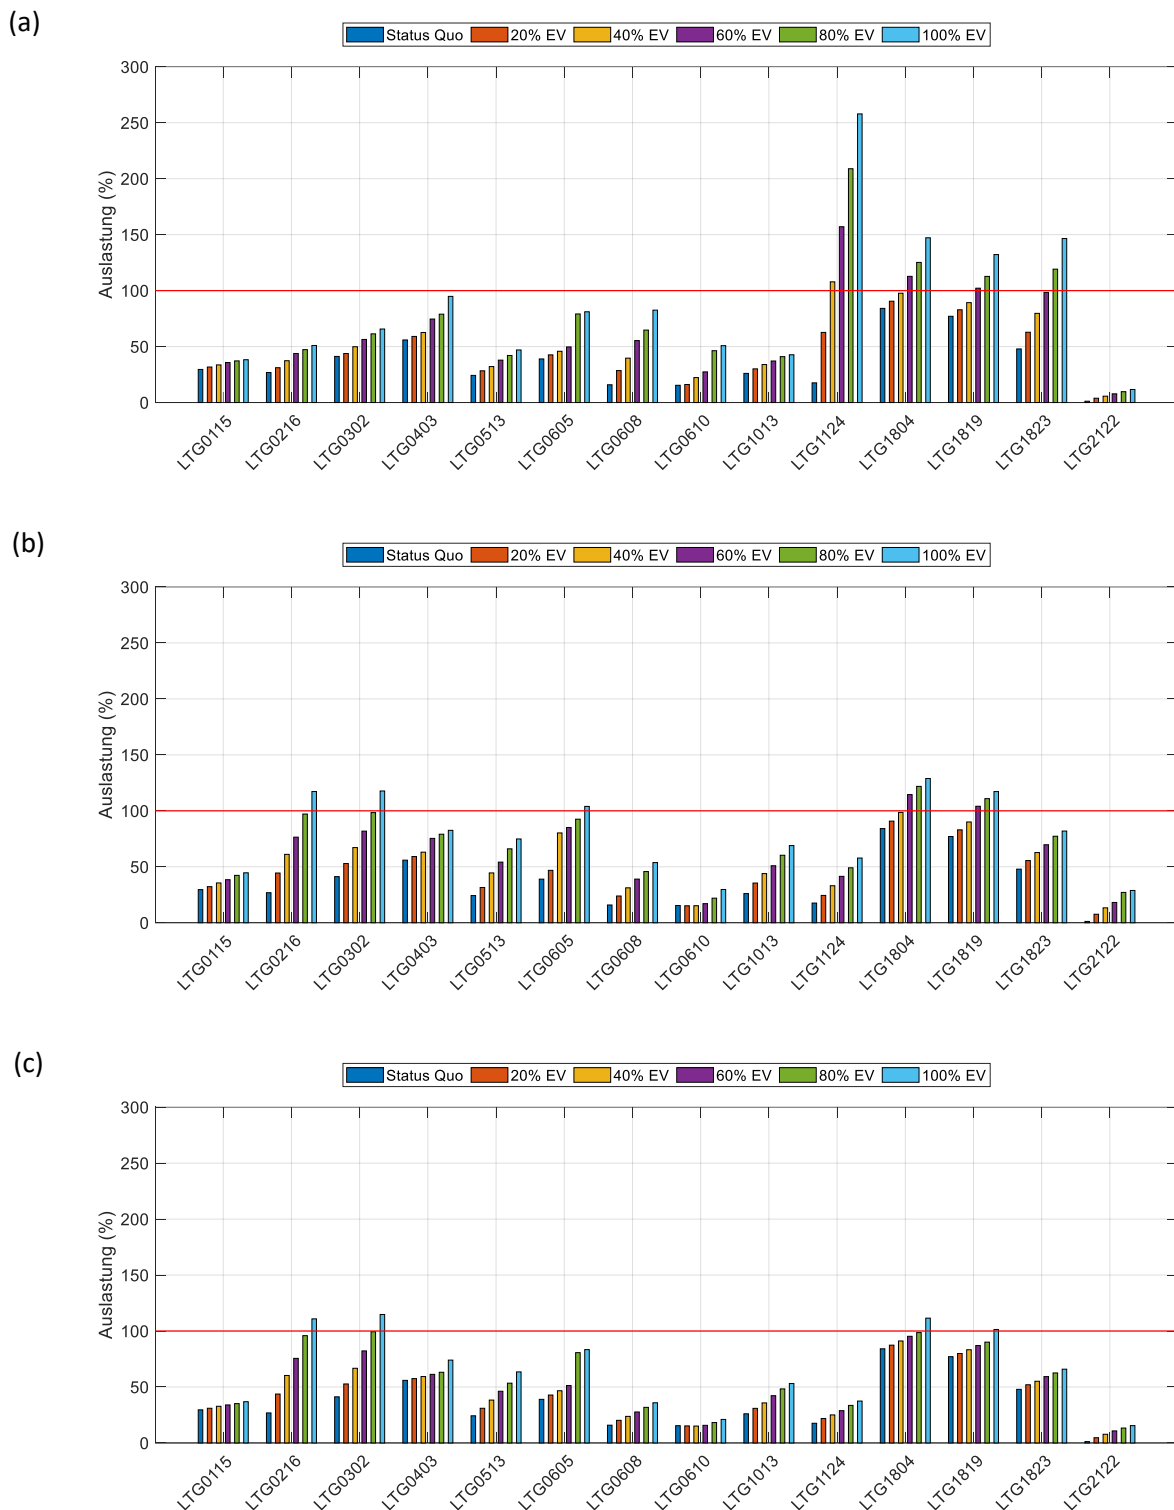 (a)
Status Quo 20% EV 40% EV 60% EV 80% EV 100% EV
300
250
200
150
100
50
0
Auslastung (%)
LTG0115 LTG0216 LTG0302 LTG0403 LTG0513 LTG0605 LTG0608 LTG0610 LTG1013 LTG1124 LTG1804 LTG1819 LTG1823 LTG2122
(b)
Status Quo 20% EV 40% EV 60% EV 80% EV 100% EV
300
250
200
150
100
50
0
Auslastung (%)
LTG0115 LTG0216 LTG0302 LTG0403 LTG0513 LTG0605 LTG0608 LTG0610 LTG1013 LTG1124 LTG1804 LTG1819 LTG1823 LTG2122
(c)
Status Quo 20% EV 40% EV 60% EV 80% EV 100% EV
300
250
200
150
100
50
0
Auslastung (%)
LTG0115 LTG0216 LTG0302 LTG0403 LTG0513 LTG0605 LTG0608 LTG0610 LTG1013 LTG1124 LTG1804 LTG1819 LTG1823 LTG2122